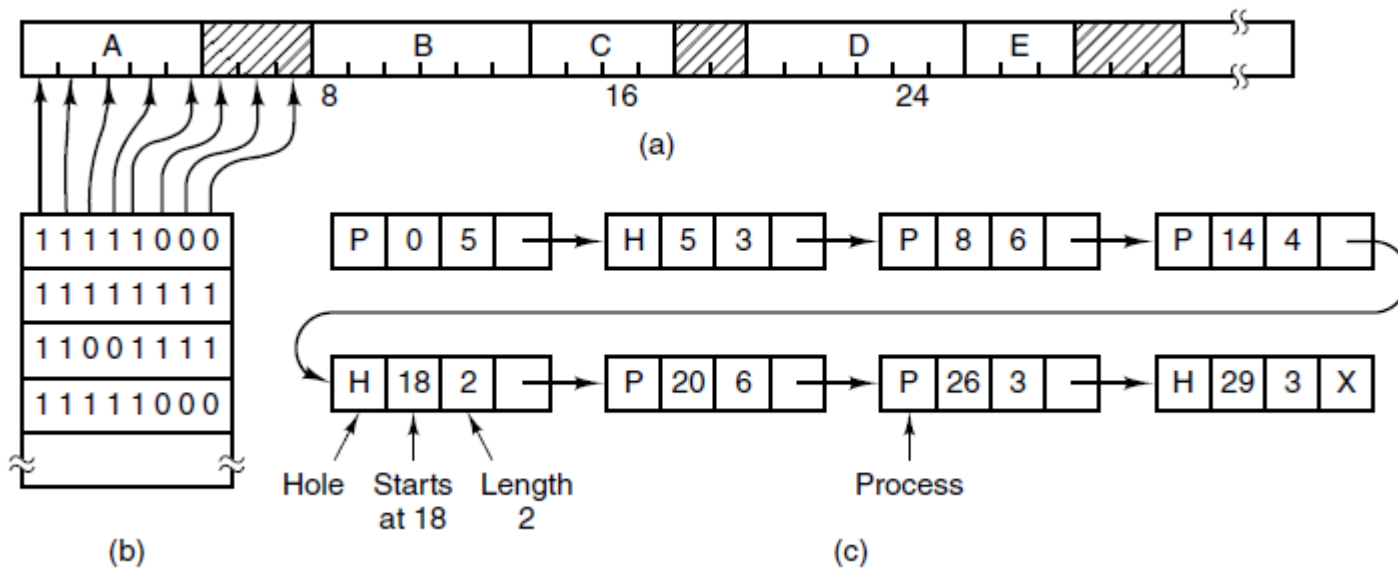 A B C D E
8 16 24
(a)
1 1 1 1 1 0 0 0
1 1 1 1 1 1 1 1
1 1 0 0 1 1 1 1
1 1 1 1 1 0 0 0
(b)
P 0 5 H 5 3 P 8 6 P 14 4
H 18 2 P 20 6 P 26 3 H 29 3 X
Hole Starts Length Process
at 18 2
(c)